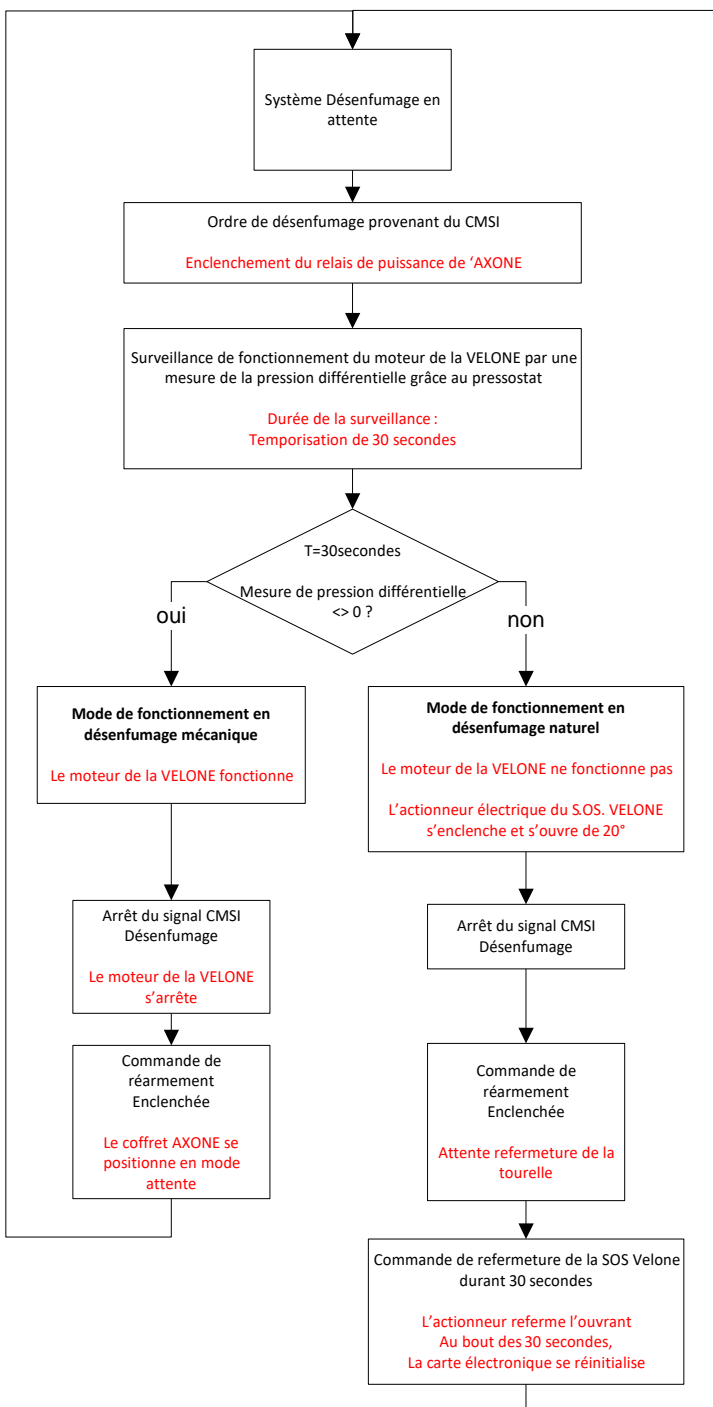 Système Désenfumage en
attente
Ordre de désenfumage provenant du CMSI
Enclenchement du relais de puissance de ‘AXONE
Surveillance de fonctionnement du moteur de la VELONE par une
mesure de la pression différentielle grâce au pressostat
Durée de la surveillance :
Temporisation de 30 secondes
T=30secondes
Mesure de pression différentielle
<> 0 ?
oui
non
Mode de fonctionnement en
désenfumage mécanique
Le moteur de la VELONE fonctionne
Mode de fonctionnement en
désenfumage naturel
Le moteur de la VELONE ne fonctionne pas
L’actionneur électrique du S.O.S. VELONE
s’enclenche et s’ouvre de 20°
Arrêt du signal CMSI
Désenfumage
Le moteur de la VELONE
s’arrête
Arrêt du signal CMSI
Désenfumage
Commande de
réarmement
Enclenchée
Le coffret AXONE se
positionne en mode
attente
Commande de
réarmement
Enclenchée
Attente refermeture de la
tourelle
Commande de refermeture de la SOS Velone
durant 30 secondes
L’actionneur referme l’ouvrant
Au bout des 30 secondes,
La carte électronique se réinitialise